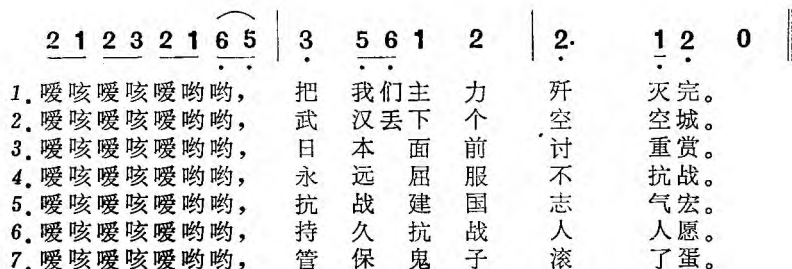 2 1 2 3 2 1 6 5 | 3 5 6 1 2 | 2. 1 2 0 ‖
1. 嗳咳嗳咳嗳哟哟， 把 我们主 力 歼 灭完。
2. 嗳咳嗳咳嗳哟哟， 武 汉丢下 个 空 空城。
3. 嗳咳嗳咳嗳哟哟， 日 本 面 前 讨 重赏。
4. 嗳咳嗳咳嗳哟哟， 永 远 屈 服 不 抗战。
5. 嗳咳嗳咳嗳哟哟， 抗 战 建 国 志 气宏。
6. 嗳咳嗳咳嗳哟哟， 持 久 抗 战 人 人愿。
7. 嗳咳嗳咳嗳哟哟， 管 保 鬼 子 滚 了蛋。